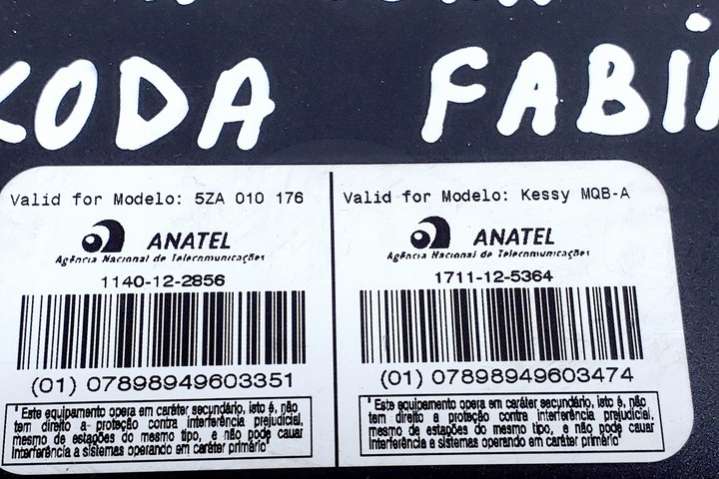 KODA FABI
Valid for Modelo: 5ZA 010 176
ANATEL
Agência Nacional de Telecomunicações
1140-12-2856
(01) 07898949603351
"Este equipamento opera em caráter secundário, isto é, não
tem direito a proteção contra interferência prejudicial,
mesmo de estações do mesmo tipo, e não pode causar
interferência a sistemas operando em caráter primário"
Valid for Modelo: Kessy MQB-A
ANATEL
Agência Nacional de Telecomunicações
1711-12-5364
(01) 07898949603474
"Este equipamento opera em caráter secundário, isto é, não
tem direito a proteção contra interferência prejudicial,
mesmo de estações do mesmo tipo, e não pode causar
interferência a sistemas operando em caráter primário"